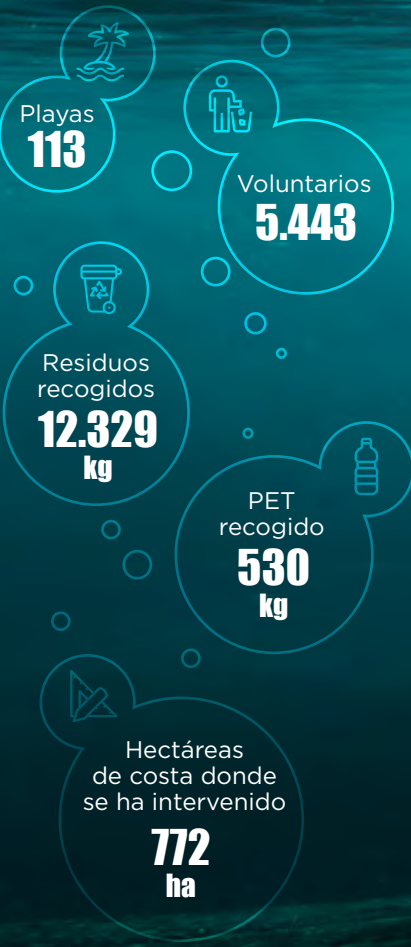 Playas
113
Voluntarios
5.443
Residuos
recogidos
12.329
kg
PET
recogido
530
kg
Hectáreas
de costa donde
se ha intervenido
772
ha